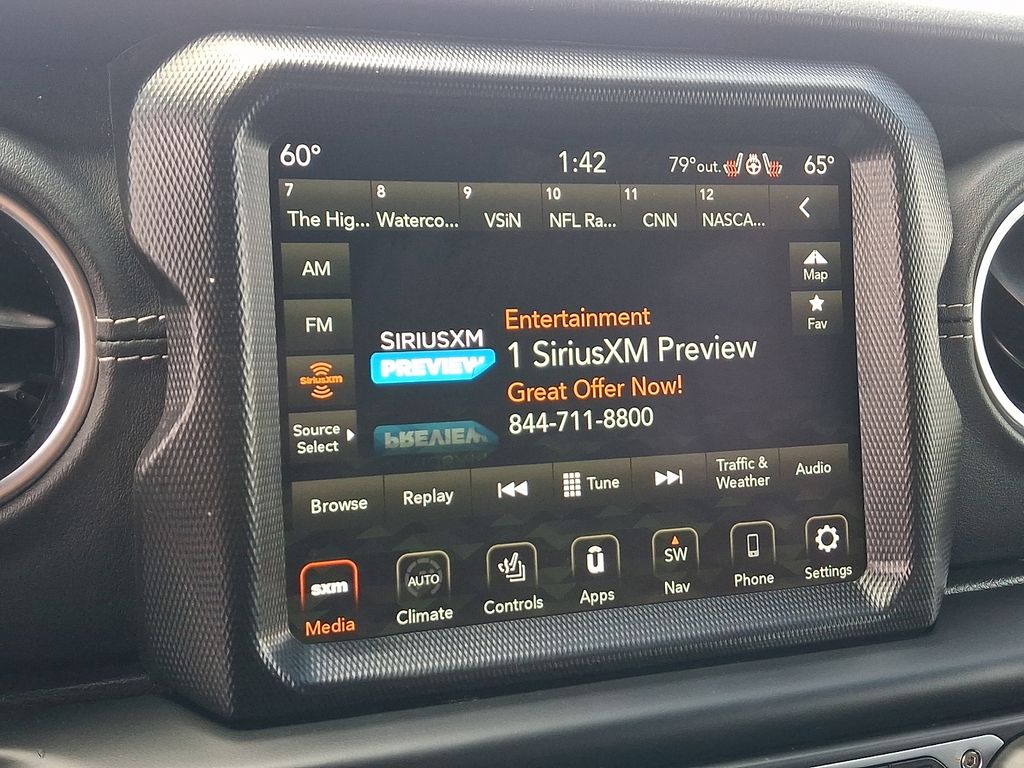 60° 1:42 79°out. 65°
7 8 9 10 11 12
The Hig... Waterco... VSiN NFL Ra... CNN NASCA...
AM
Map
FM
Fav
SiriusXM
Source
Select
SIRIUSXM
PREVIEW
Entertainment
1 SiriusXM Preview
Great Offer Now!
844-711-8800
Browse Replay Tune Traffic & Audio
Weather
sxm AUTO SW
Media Climate Controls Apps Nav Phone Settings